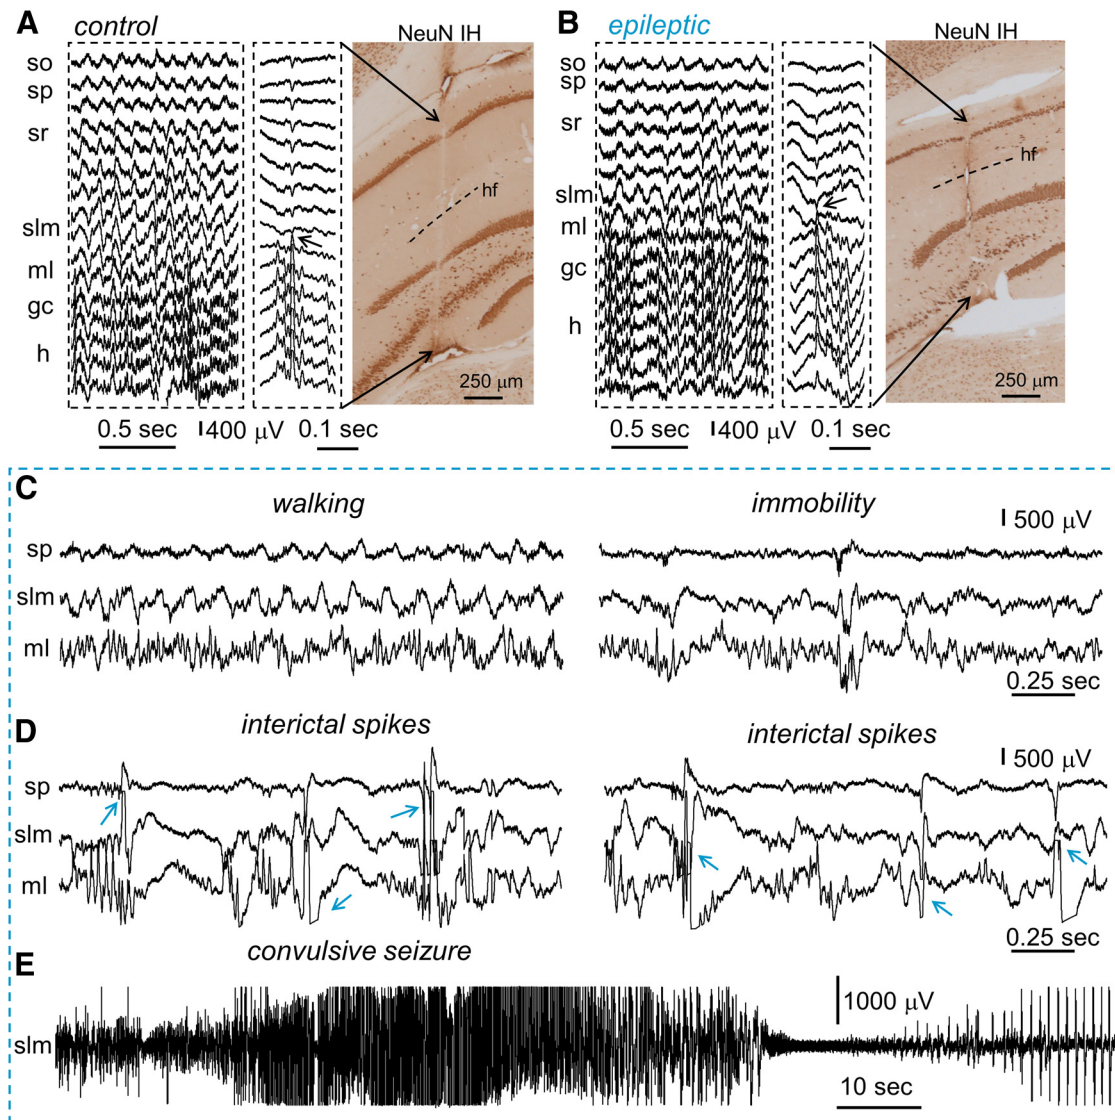 A
control
NeuN IH
so
sp
sr
slm
ml
gc
h
hf
250 μm
0.5 sec
400 μV
0.1 sec
B
epileptic
NeuN IH
so
sp
sr
slm
ml
gc
h
hf
250 μm
0.5 sec
400 μV
0.1 sec
C
walking
immobility
500 μV
sp
slm
ml
0.25 sec
D
interictal spikes
interictal spikes
500 μV
sp
slm
ml
0.25 sec
E
convulsive seizure
1000 μV
slm
10 sec